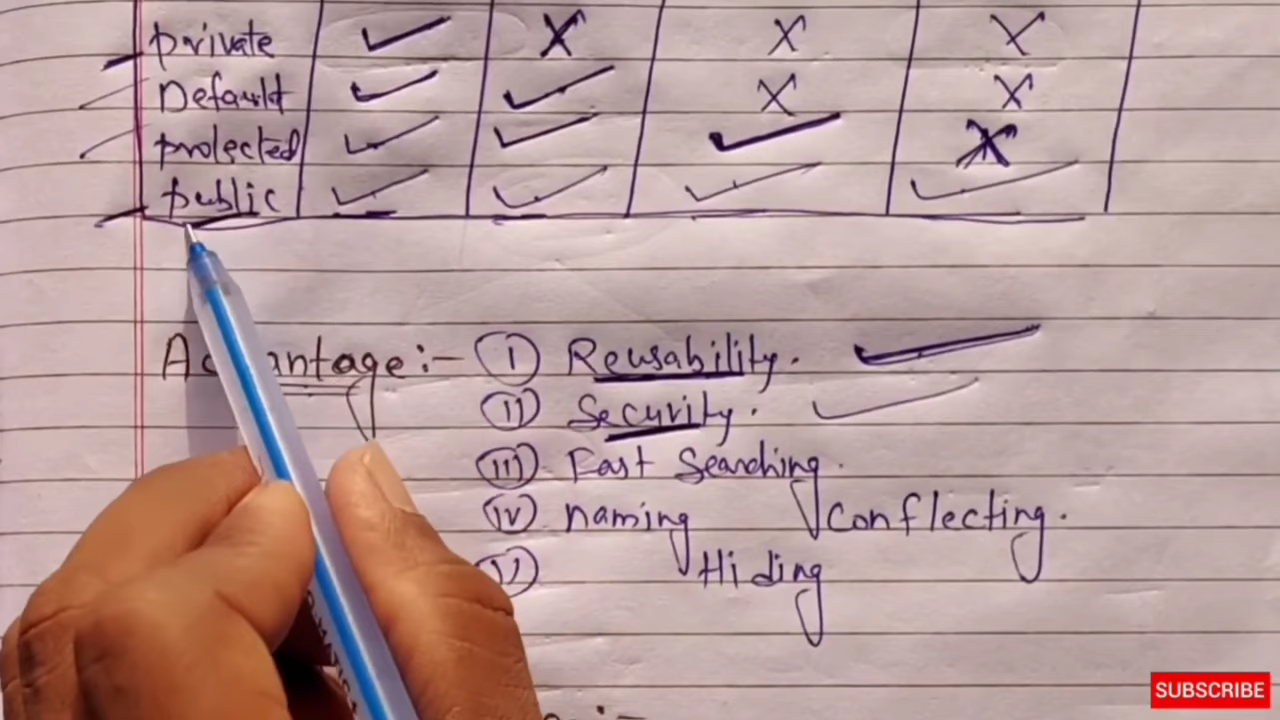 private ✓ X X X
Default ✓ ✓ X X
protected ✓ ✓ ✓ X
public ✓ ✓ ✓ ✓
Advantage:- (i) Reusability. ✓
(ii) Security. ✓
(iii) Fast Searching.
(iv) naming conflecting.
(v) Hiding
SUBSCRIBE